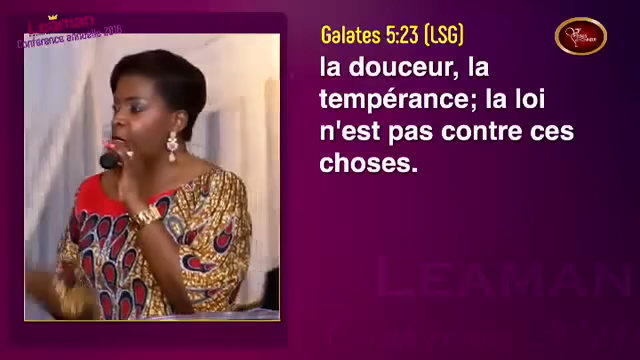 Leaman
Conférence annuelle 2016
Galates 5:23 (LSG)
la douceur, la
tempérance; la loi
n'est pas contre ces
choses.
LEAMAN